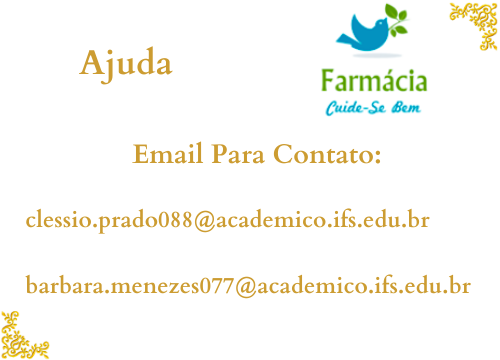 Ajuda
Farmácia
Cuide-Se Bem
Email Para Contato:
clessio.prado088@academico.ifs.edu.br
barbara.menezes077@academico.ifs.edu.br